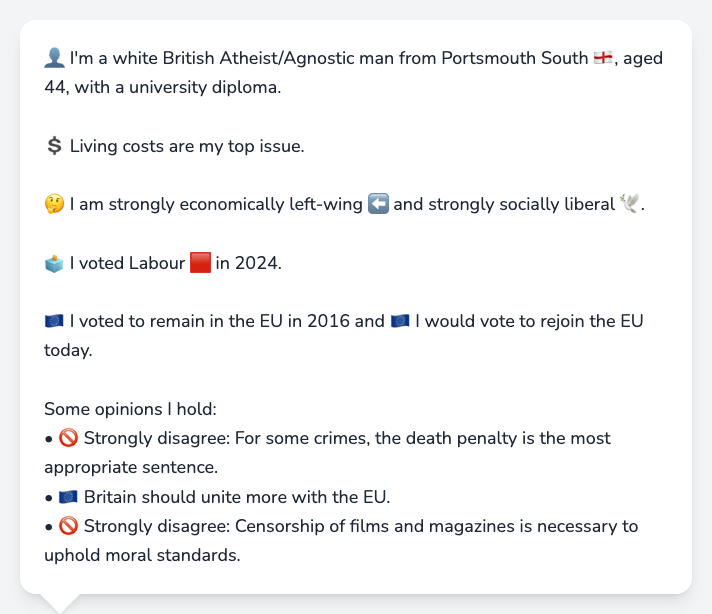 👤 I'm a white British Atheist/Agnostic man from Portsmouth South 🏴󠁧󠁢󠁥󠁮󠁧󠁿, aged
44, with a university diploma.
💲 Living costs are my top issue.
🤔 I am strongly economically left-wing ⬅️ and strongly socially liberal 🕊️.
🗳️ I voted Labour 🟥 in 2024.
🇪🇺 I voted to remain in the EU in 2016 and 🇪🇺 I would vote to rejoin the EU
today.
Some opinions I hold:
• 🚫 Strongly disagree: For some crimes, the death penalty is the most
appropriate sentence.
• 🇪🇺 Britain should unite more with the EU.
• 🚫 Strongly disagree: Censorship of films and magazines is necessary to
uphold moral standards.